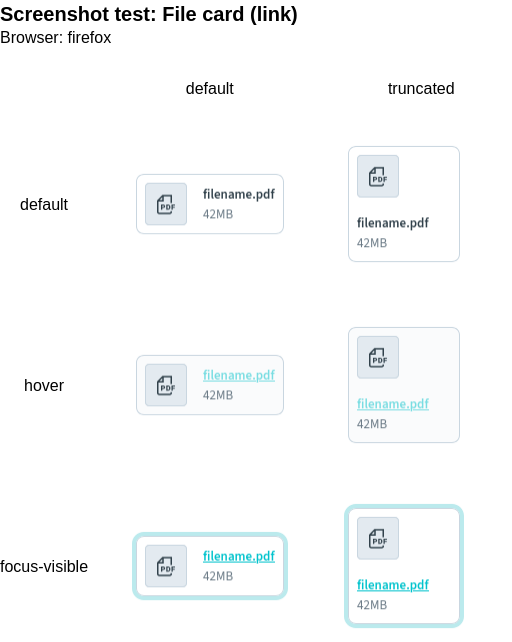 Screenshot test: File card (link)
Browser: firefox
default truncated
default
PDF
filename.pdf
42MB
PDF
filename.pdf
42MB
hover
PDF
filename.pdf
42MB
PDF
filename.pdf
42MB
focus-visible
PDF
filename.pdf
42MB
PDF
filename.pdf
42MB